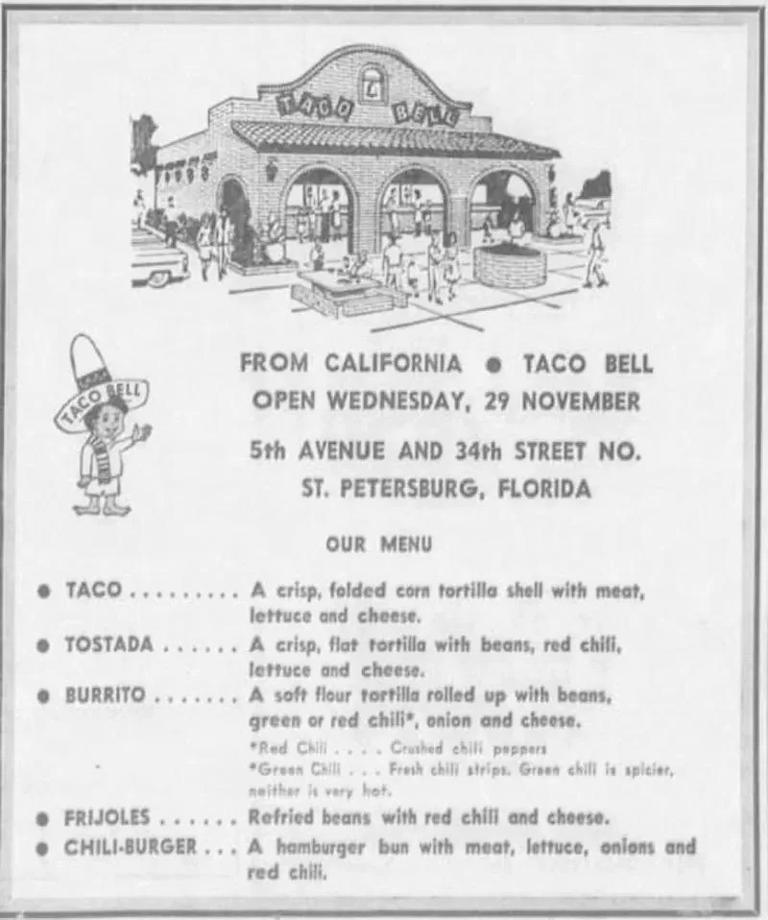 TACO BELL
TACO BELL
FROM CALIFORNIA ● TACO BELL
OPEN WEDNESDAY, 29 NOVEMBER
5th AVENUE AND 34th STREET NO.
ST. PETERSBURG, FLORIDA
OUR MENU
● TACO ......... A crisp, folded corn tortilla shell with meat,
lettuce and cheese.
● TOSTADA ...... A crisp, flat tortilla with beans, red chili,
lettuce and cheese.
● BURRITO ....... A soft flour tortilla rolled up with beans,
green or red chili*, onion and cheese.
*Red Chili .... Crushed chili peppers
*Green Chili ... Fresh chili strips. Green chili is spicier,
neither is very hot.
● FRIJOLES ...... Refried beans with red chili and cheese.
● CHILI-BURGER ... A hamburger bun with meat, lettuce, onions and
red chili.